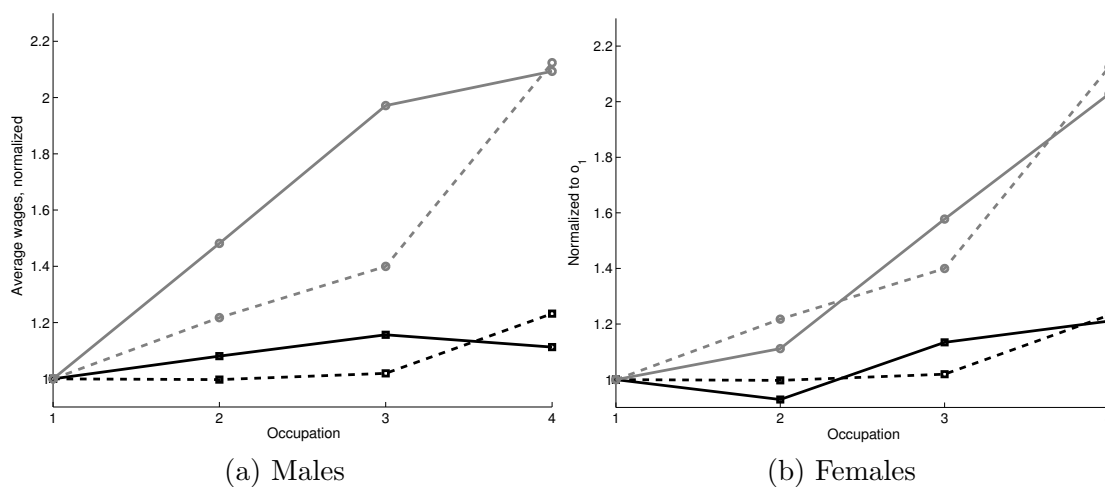 2.2
2
1.8
1.6
1.4
1.2
1
Average wages, normalized
1 2 3 4
Occupation
(a) Males
2.2
2
1.8
1.6
1.4
1.2
1
Normalized to o_1
1 2 3
Occupation
(b) Females